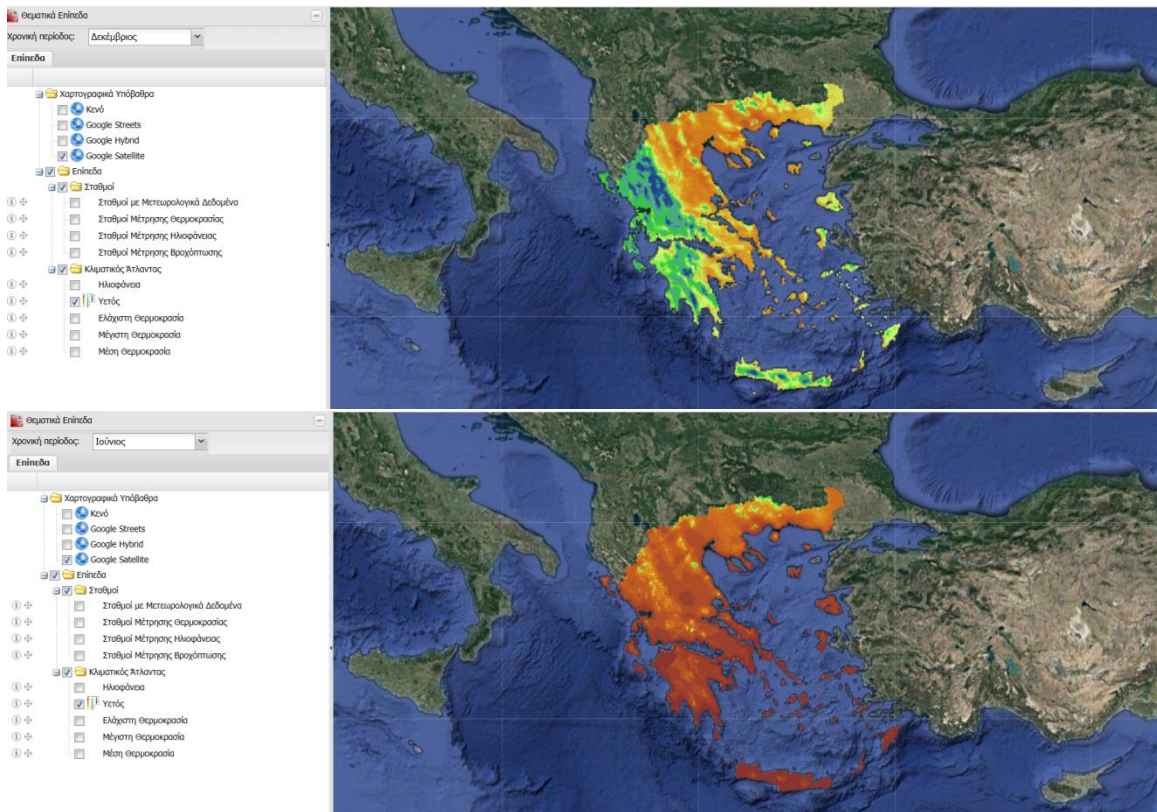 Θεματικά Επίπεδα
Χρονική περίοδος: Δεκέμβριος
Επίπεδα
Χαρτογραφικά Υπόβαθρα
Κενό
Google Streets
Google Hybrid
Google Satellite
Επίπεδα
Σταθμοί
Σταθμοί με Μετεωρολογικά Δεδομένα
Σταθμοί Μέτρησης Θερμοκρασίας
Σταθμοί Μέτρησης Ηλιοφάνειας
Σταθμοί Μέτρησης Βροχόπτωσης
Κλιματικός Άτλαντας
Ηλιοφάνεια
Υετός
Ελάχιστη Θερμοκρασία
Μέγιστη Θερμοκρασία
Μέση Θερμοκρασία
Θεματικά Επίπεδα
Χρονική περίοδος: Ιούνιος
Επίπεδα
Χαρτογραφικά Υπόβαθρα
Κενό
Google Streets
Google Hybrid
Google Satellite
Επίπεδα
Σταθμοί
Σταθμοί με Μετεωρολογικά Δεδομένα
Σταθμοί Μέτρησης Θερμοκρασίας
Σταθμοί Μέτρησης Ηλιοφάνειας
Σταθμοί Μέτρησης Βροχόπτωσης
Κλιματικός Άτλαντας
Ηλιοφάνεια
Υετός
Ελάχιστη Θερμοκρασία
Μέγιστη Θερμοκρασία
Μέση Θερμοκρασία